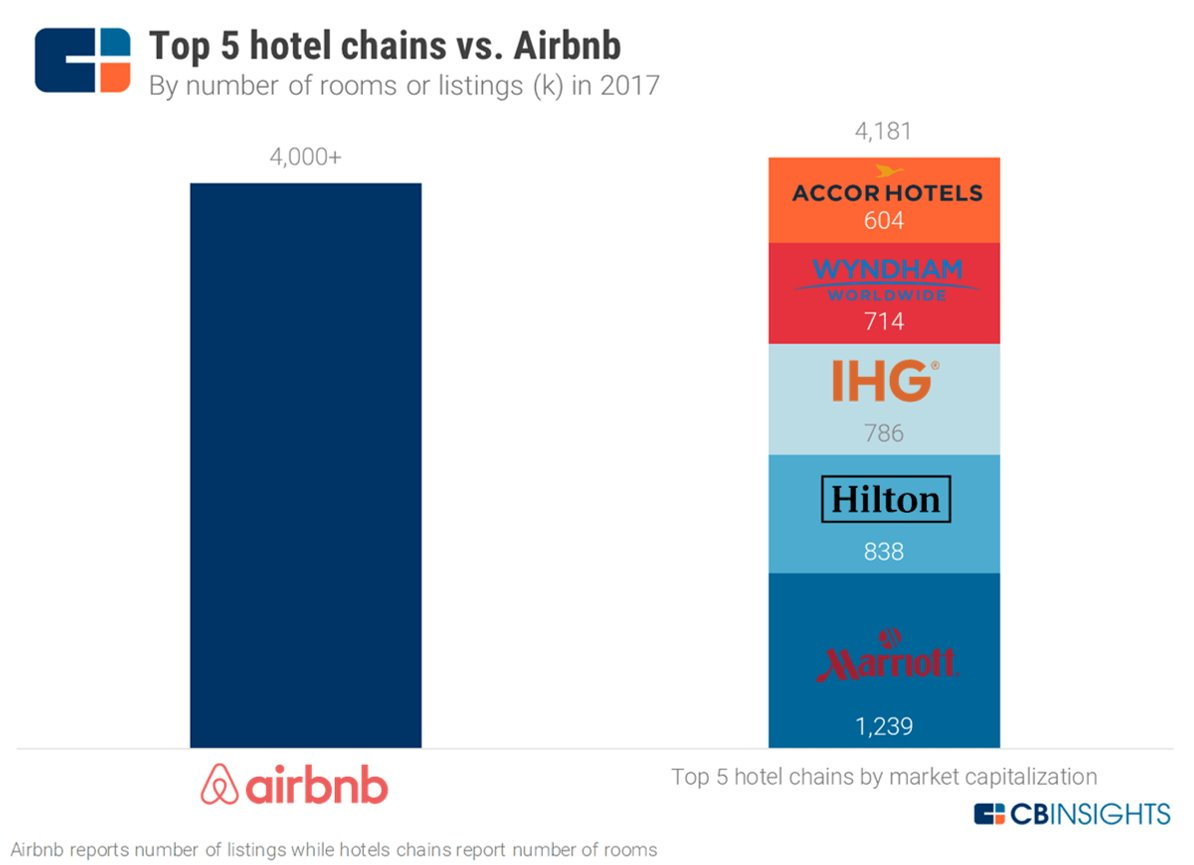 Top 5 hotel chains vs. Airbnb
By number of rooms or listings (k) in 2017
4,000+
4,181
ACCORHOTELS
604
WYNDHAM
WORLDWIDE
714
IHG®
786
Hilton
838
Marriott
1,239
airbnb
Top 5 hotel chains by market capitalization
CBINSIGHTS
Airbnb reports number of listings while hotels chains report number of rooms